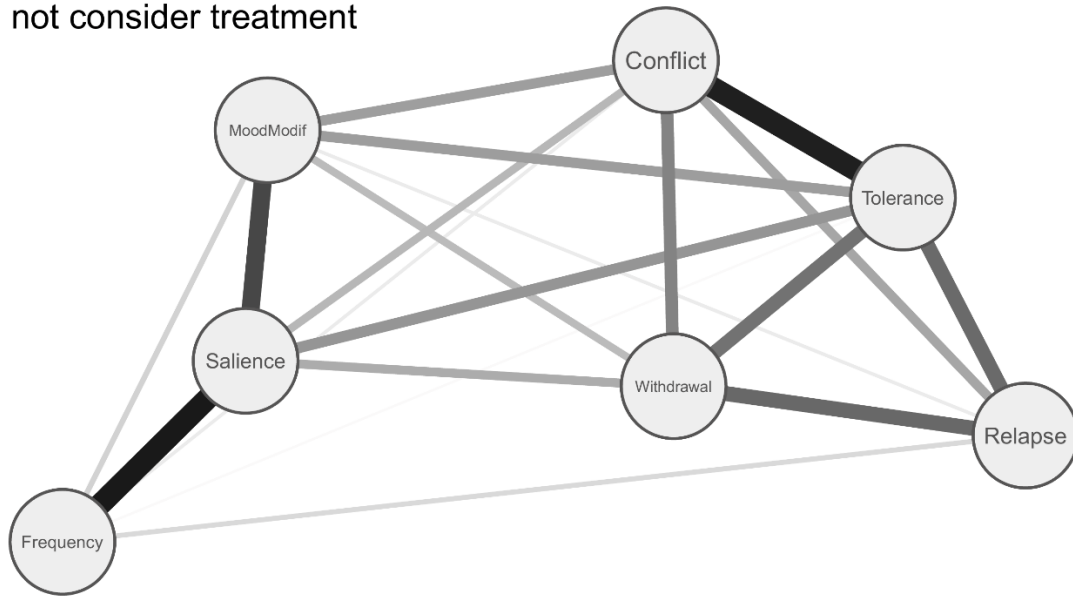 not consider treatment
Conflict
MoodModif
Tolerance
Salience
Withdrawal
Relapse
Frequency